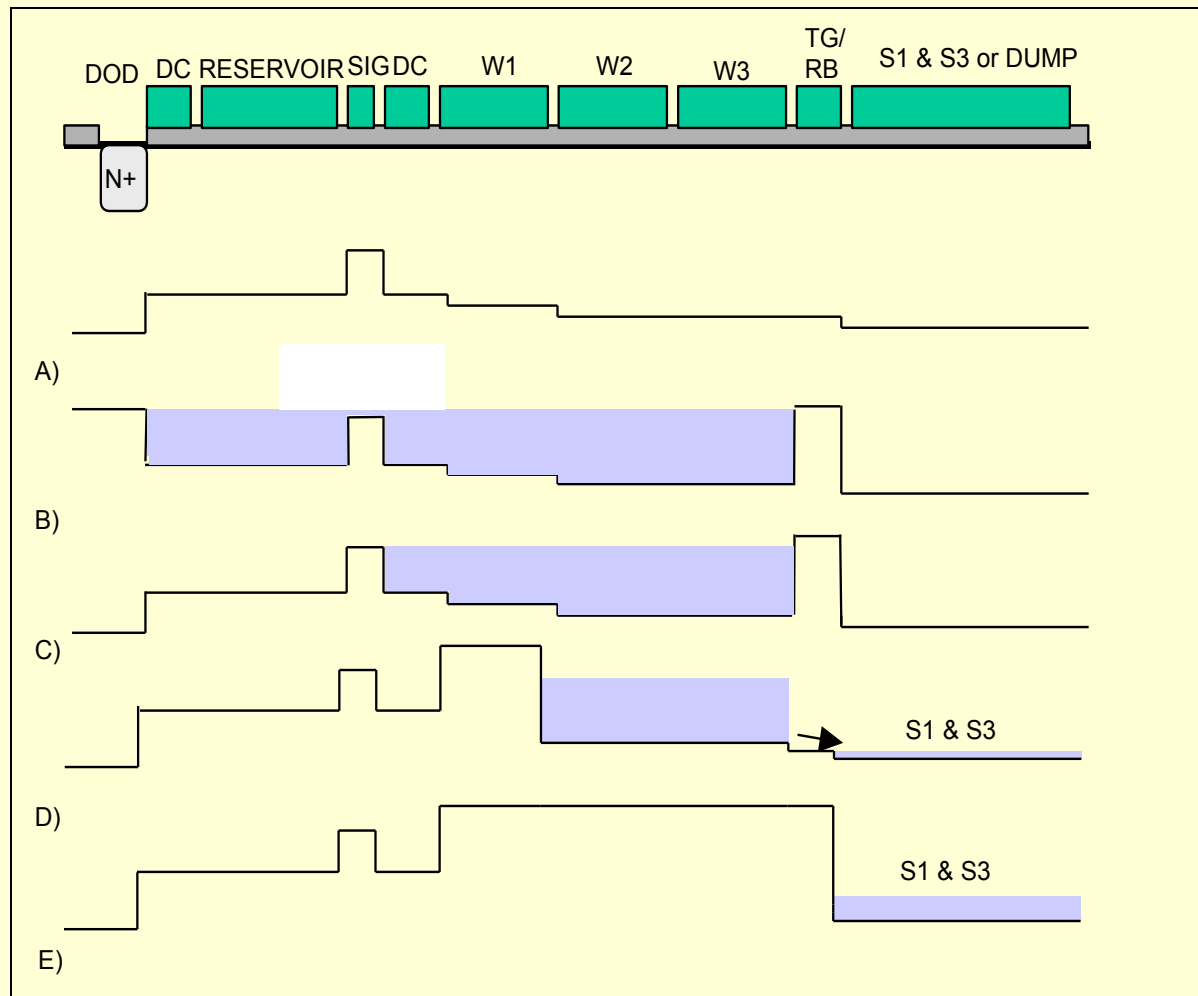 TG/
DOD DC RESERVOIR SIG DC W1 W2 W3 RB S1 & S3 or DUMP
N+
A)
B)
C)
S1 & S3
D)
S1 & S3
E)